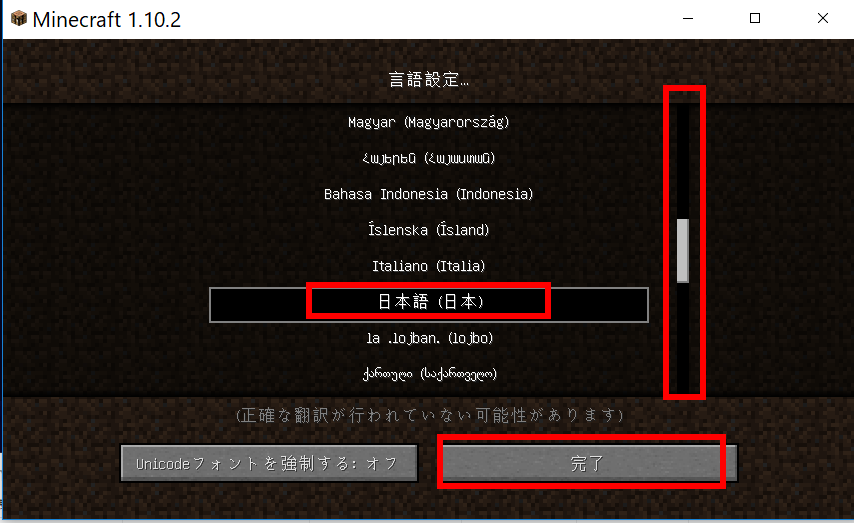 Minecraft 1.10.2
言語設定...
Magyar (Magyarország)
Հայերեն (Հայաստան)
Bahasa Indonesia (Indonesia)
Íslenska (Ísland)
Italiano (Italia)
日本語 (日本)
la .lojban. (lojbo)
ქართული (საქართველო)
(正確な翻訳が行われていない可能性があります)
Unicodeフォントを強制する: オフ
完了